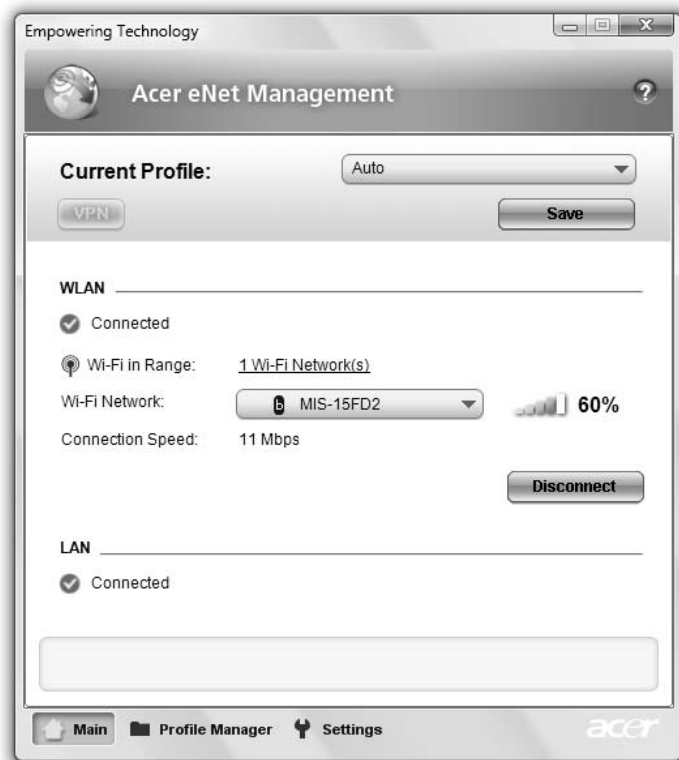 Empowering Technology
Acer eNet Management
?
Current Profile:
Auto
VPN
Save
WLAN
Connected
Wi-Fi in Range: 1 Wi-Fi Network(s)
Wi-Fi Network: b MIS-15FD2 60%
Connection Speed: 11 Mbps
Disconnect
LAN
Connected
Main Profile Manager Settings acer